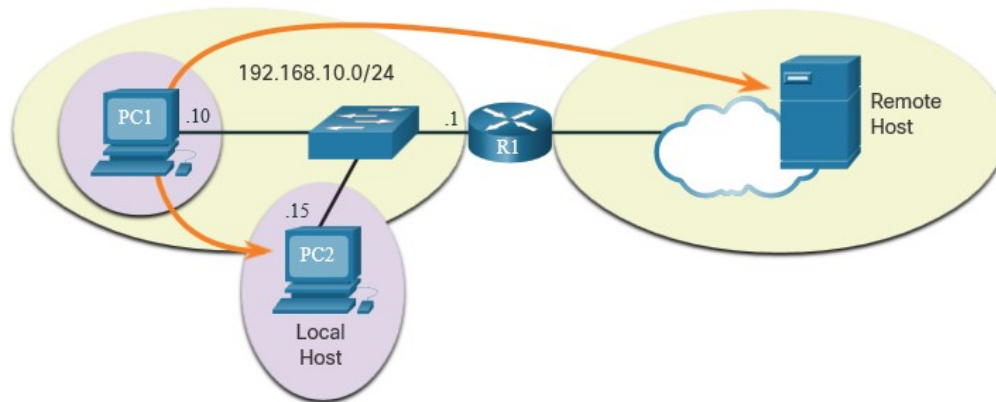 192.168.10.0/24
PC1
.10
.1
R1
Remote
Host
.15
PC2
Local
Host